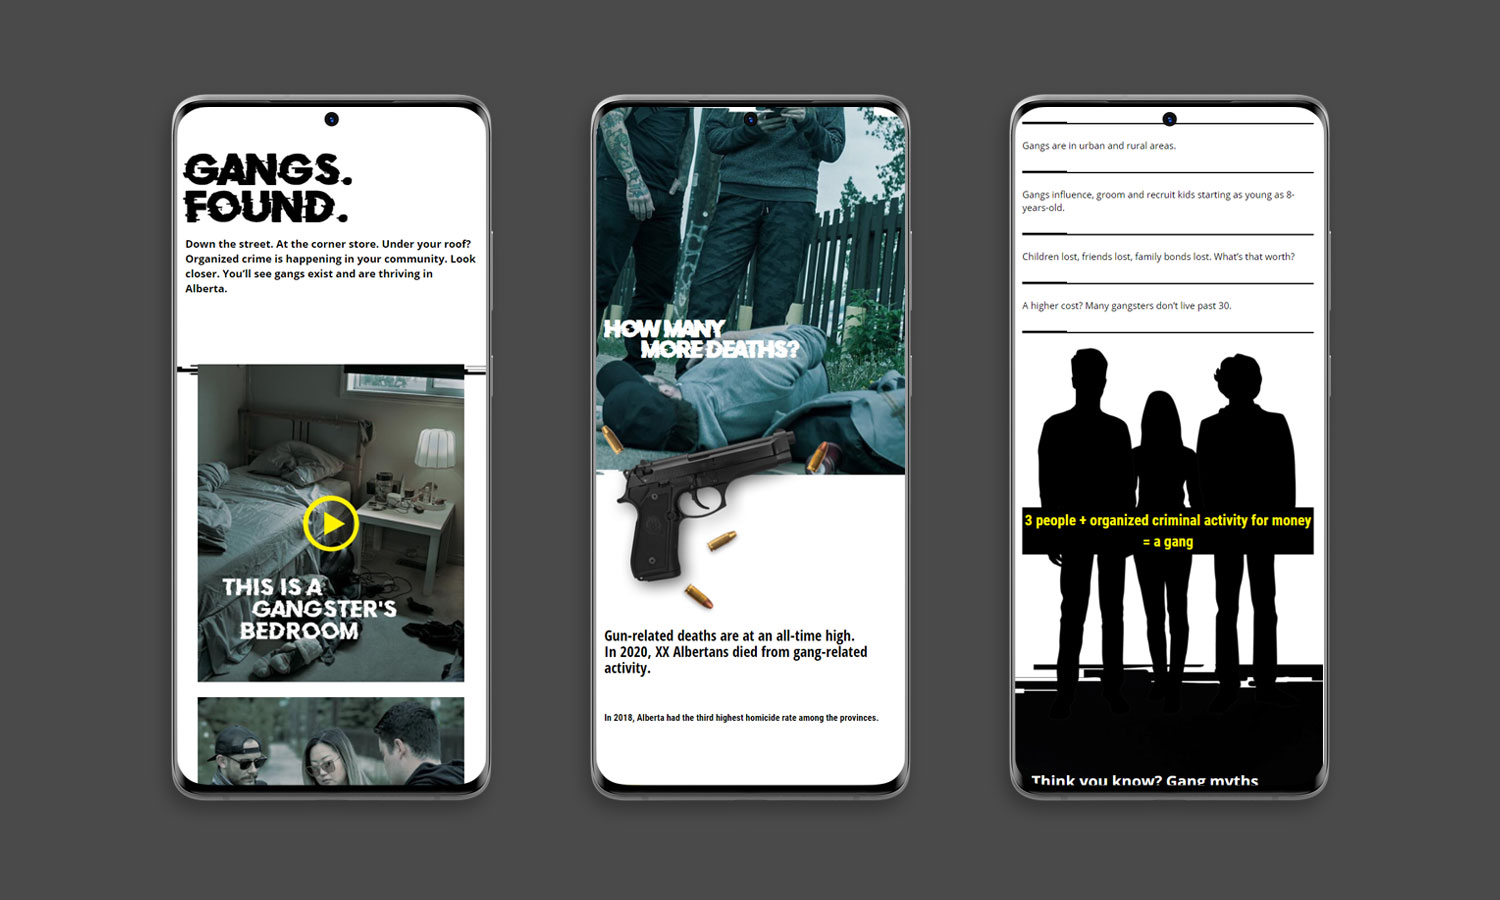 GANGS.
FOUND.
Down the street. At the corner store. Under your roof?
Organized crime is happening in your community. Look
closer. You'll see gangs exist and are thriving in
Alberta.
THIS IS A
GANGSTER'S
BEDROOM
HOW MANY
MORE DEATHS?
Gun-related deaths are at an all-time high.
In 2020, XX Albertans died from gang-related
activity.
In 2018, Alberta had the third highest homicide rate among the provinces.
Gangs are in urban and rural areas.
Gangs influence, groom and recruit kids starting as young as 8-
years-old.
Children lost, friends lost, family bonds lost. What's that worth?
A higher cost? Many gangsters don't live past 30.
3 people + organized criminal activity for money
= a gang
Think you know? Gang myths